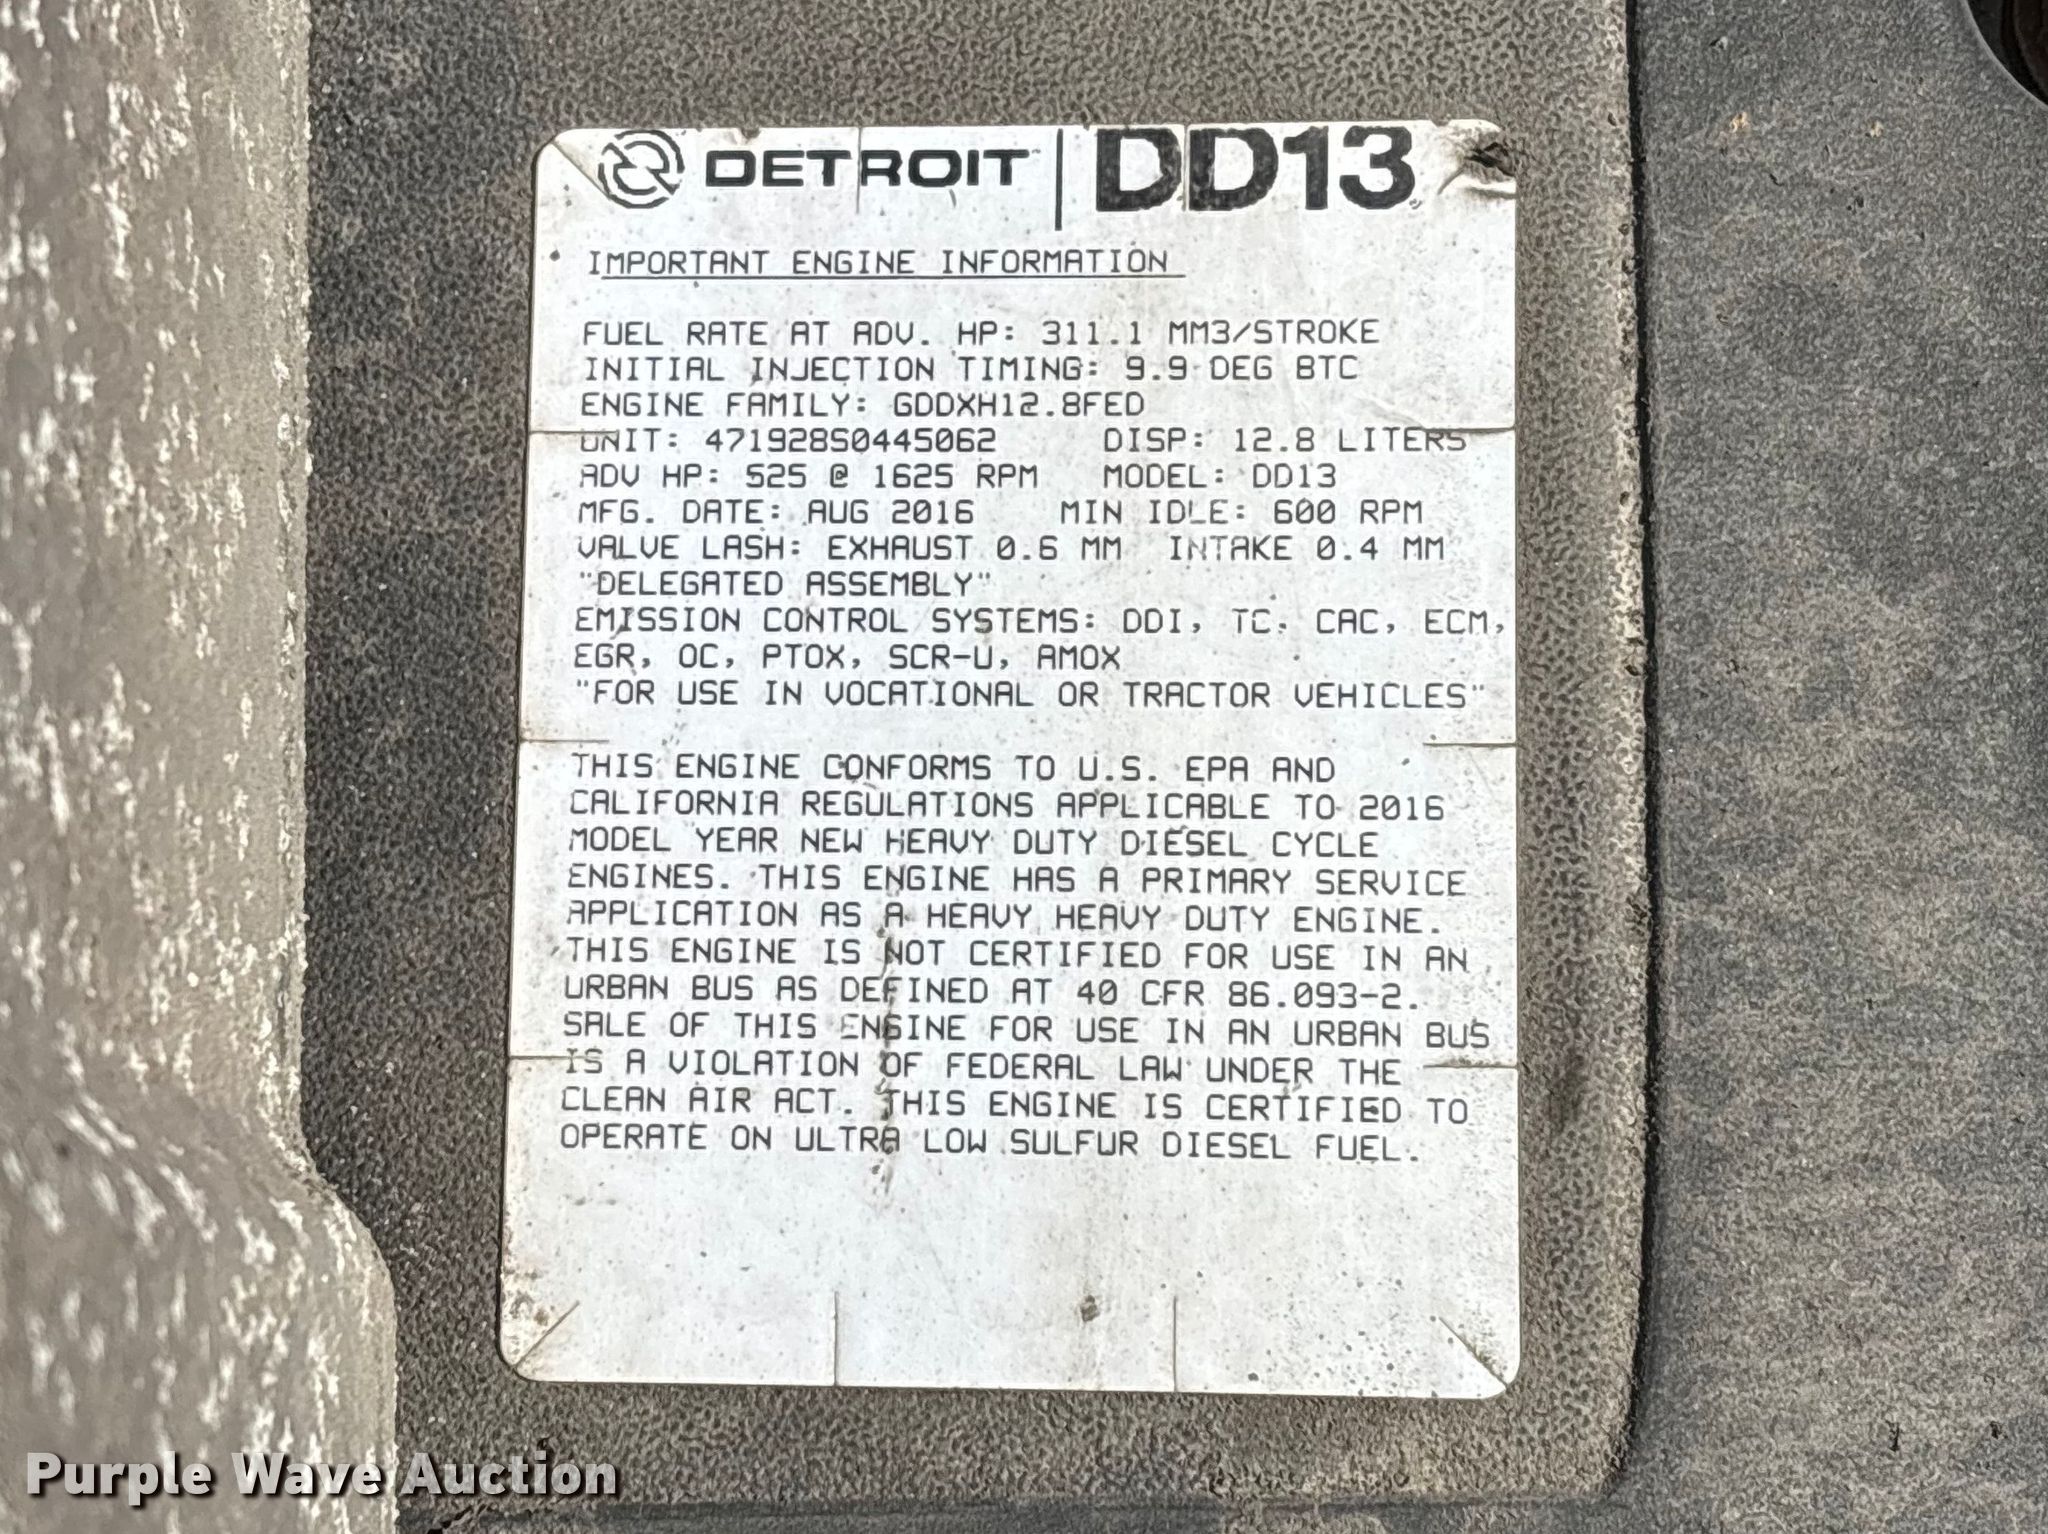 DETROIT | DD13
IMPORTANT ENGINE INFORMATION
FUEL RATE AT ADV. HP: 311.1 MM3/STROKE
INITIAL INJECTION TIMING: 9.9 DEG BTC
ENGINE FAMILY: GDDXH12.8FED
UNIT: 471928S0445062 DISP: 12.8 LITERS
ADV HP: 525 @ 1625 RPM MODEL: DD13
MFG. DATE: AUG 2016 MIN IDLE: 600 RPM
VALVE LASH: EXHAUST 0.6 MM INTAKE 0.4 MM
"DELEGATED ASSEMBLY"
EMISSION CONTROL SYSTEMS: DDI, TC, CAC, ECM,
EGR, OC, PTOX, SCR-U, AMOX
"FOR USE IN VOCATIONAL OR TRACTOR VEHICLES"
THIS ENGINE CONFORMS TO U.S. EPA AND
CALIFORNIA REGULATIONS APPLICABLE TO 2016
MODEL YEAR NEW HEAVY DUTY DIESEL CYCLE
ENGINES. THIS ENGINE HAS A PRIMARY SERVICE
APPLICATION AS A HEAVY HEAVY DUTY ENGINE.
THIS ENGINE IS NOT CERTIFIED FOR USE IN AN
URBAN BUS AS DEFINED AT 40 CFR 86.093-2.
SALE OF THIS ENGINE FOR USE IN AN URBAN BUS
IS A VIOLATION OF FEDERAL LAW UNDER THE
CLEAN AIR ACT. THIS ENGINE IS CERTIFIED TO
OPERATE ON ULTRA LOW SULFUR DIESEL FUEL.
Purple Wave Auction